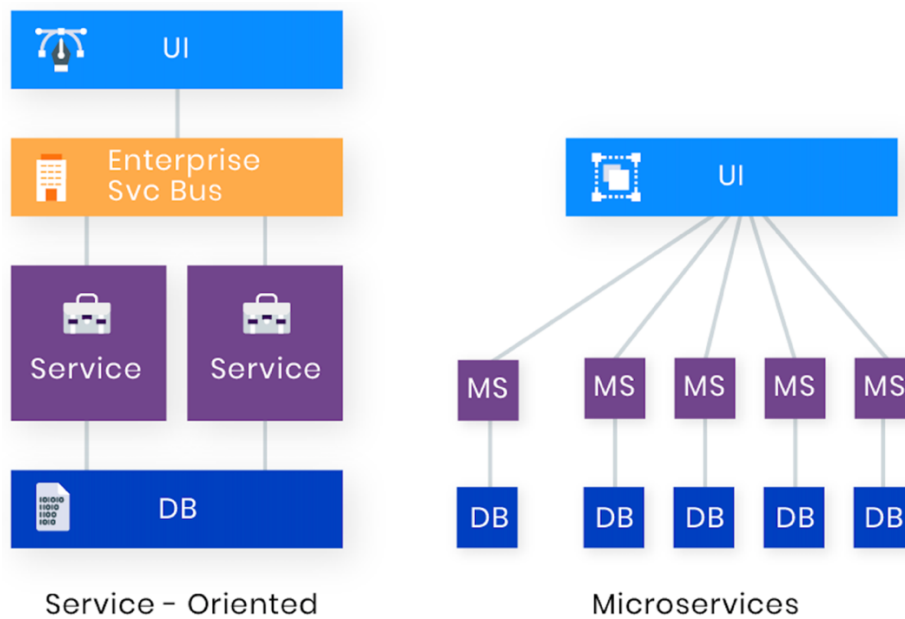 UI
Enterprise
Svc Bus
Service
Service
DB
Service - Oriented
UI
MS
MS
MS
MS
MS
DB
DB
DB
DB
DB
Microservices